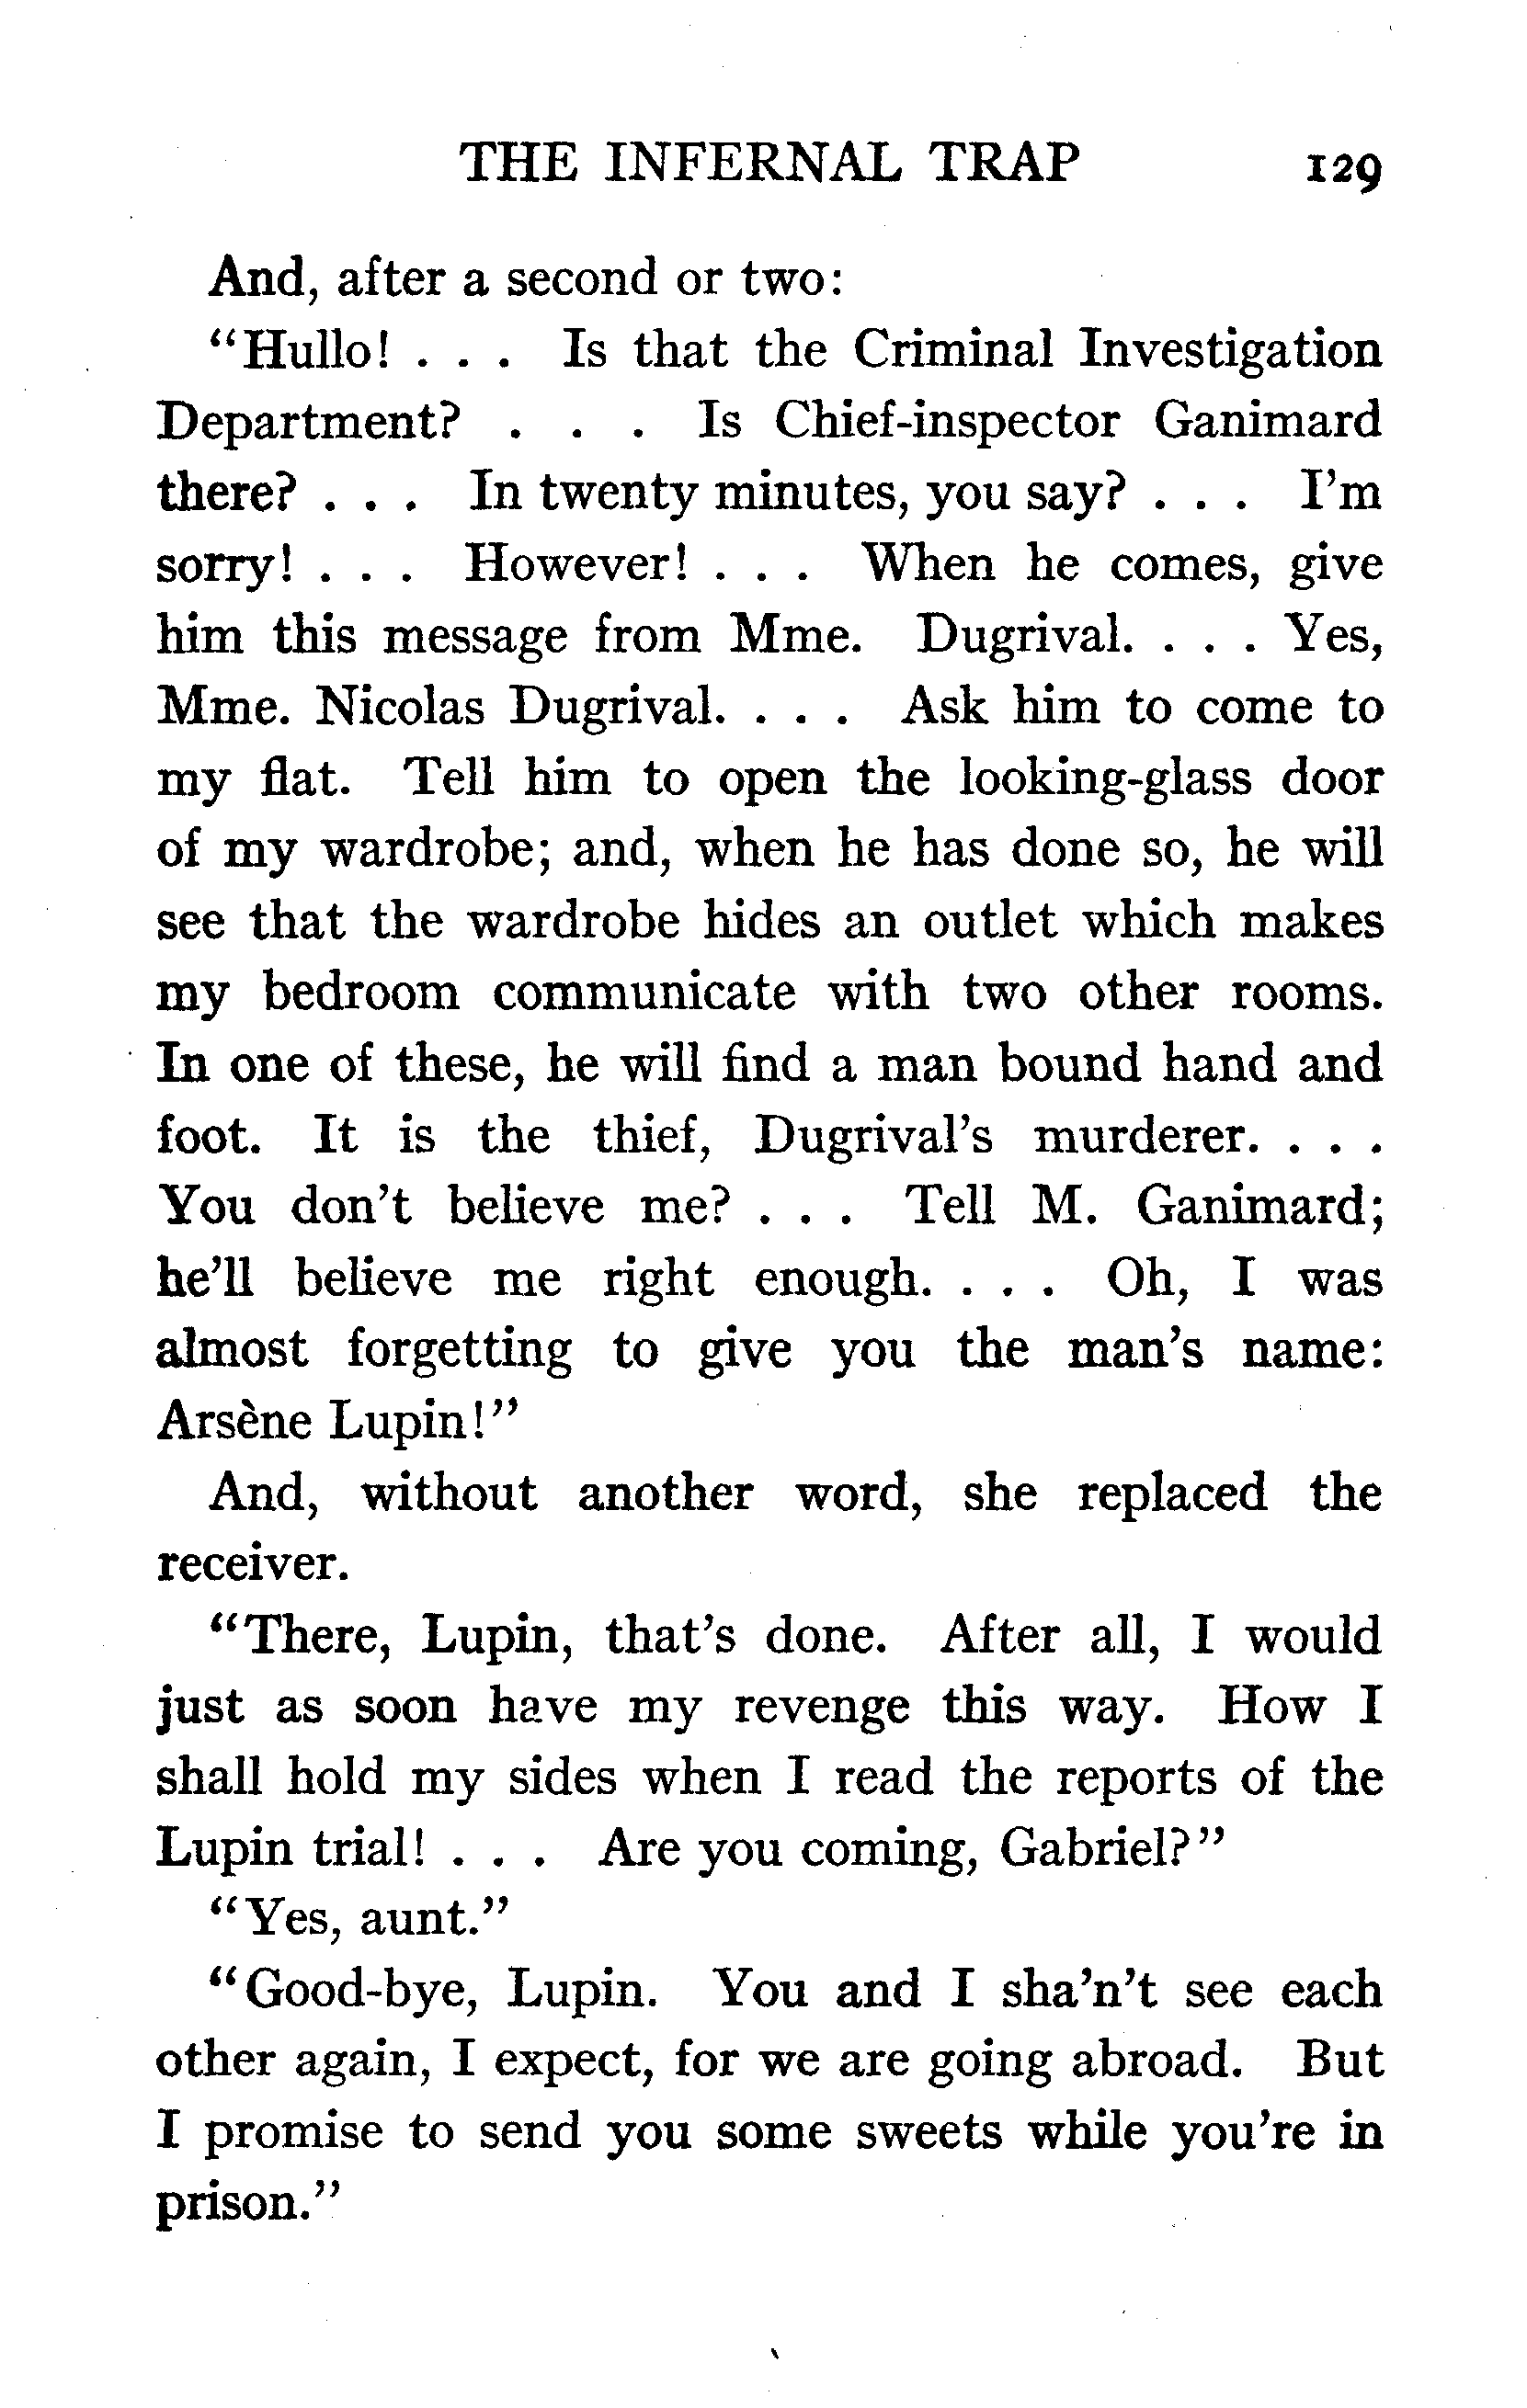 THE INFERNAL TRAP 129
And, after a second or two:
"Hullo! . . . Is that the Criminal Investigation
Department? . . . Is Chief-inspector Ganimard
there? . . . In twenty minutes, you say? . . . I'm
sorry! . . . However! . . . When he comes, give
him this message from Mme. Dugrival. . . . Yes,
Mme. Nicolas Dugrival. . . . Ask him to come to
my flat. Tell him to open the looking-glass door
of my wardrobe; and, when he has done so, he will
see that the wardrobe hides an outlet which makes
my bedroom communicate with two other rooms.
In one of these, he will find a man bound hand and
foot. It is the thief, Dugrival's murderer. . . .
You don't believe me? . . . Tell M. Ganimard;
he'll believe me right enough. . . . Oh, I was
almost forgetting to give you the man's name:
Arsène Lupin!"
And, without another word, she replaced the
receiver.
"There, Lupin, that's done. After all, I would
just as soon have my revenge this way. How I
shall hold my sides when I read the reports of the
Lupin trial! . . . Are you coming, Gabriel?"
"Yes, aunt."
"Good-bye, Lupin. You and I sha'n't see each
other again, I expect, for we are going abroad. But
I promise to send you some sweets while you're in
prison."